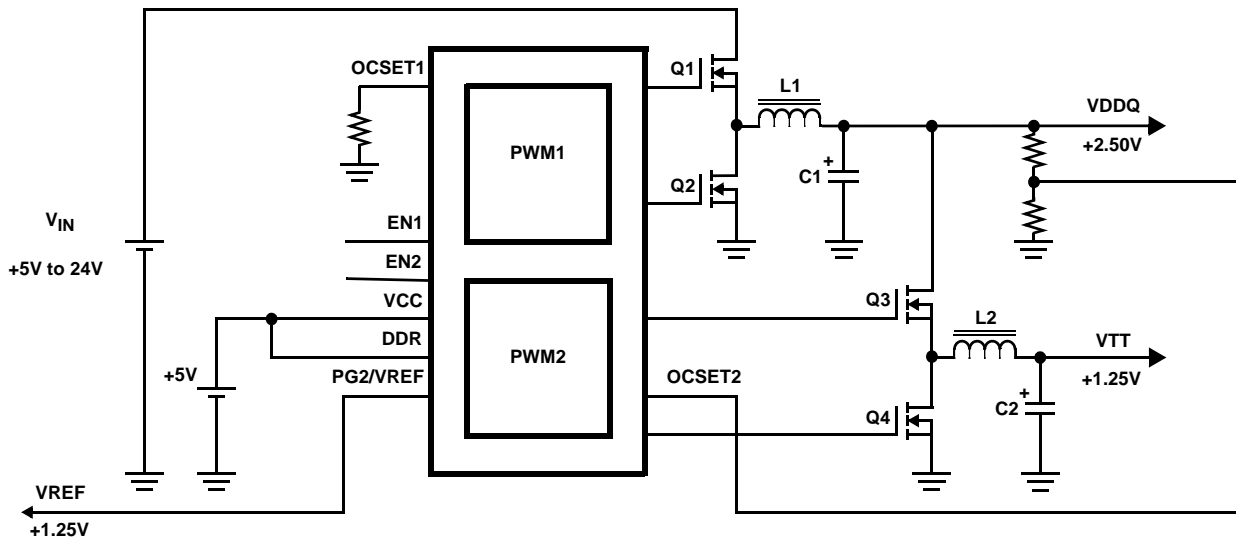 OCSET1
PWM1
Q1
L1
VDDQ
+2.50V
+
C1
Q2
VIN
+5V to 24V
EN1
EN2
VCC
DDR
PG2/VREF
+5V
PWM2
OCSET2
Q3
L2
VTT
+1.25V
+
C2
Q4
VREF
+1.25V